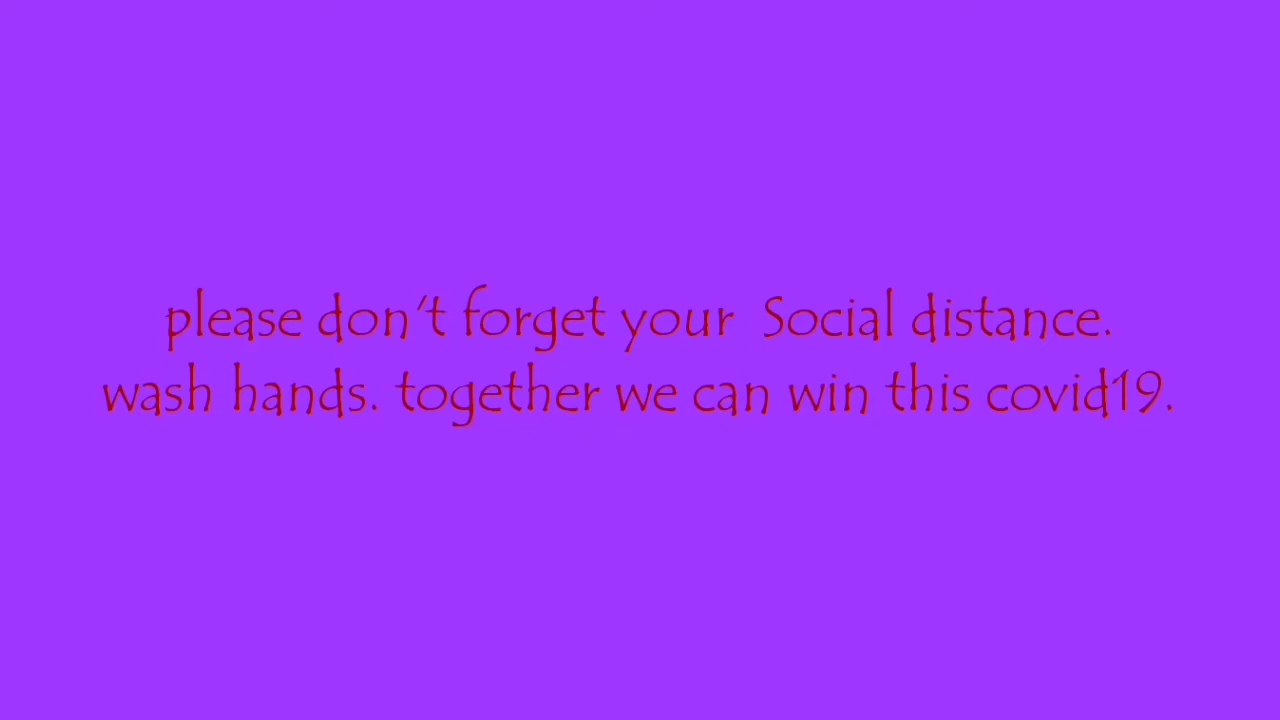 please don't forget your  Social distance.
wash hands. together we can win this covid19.